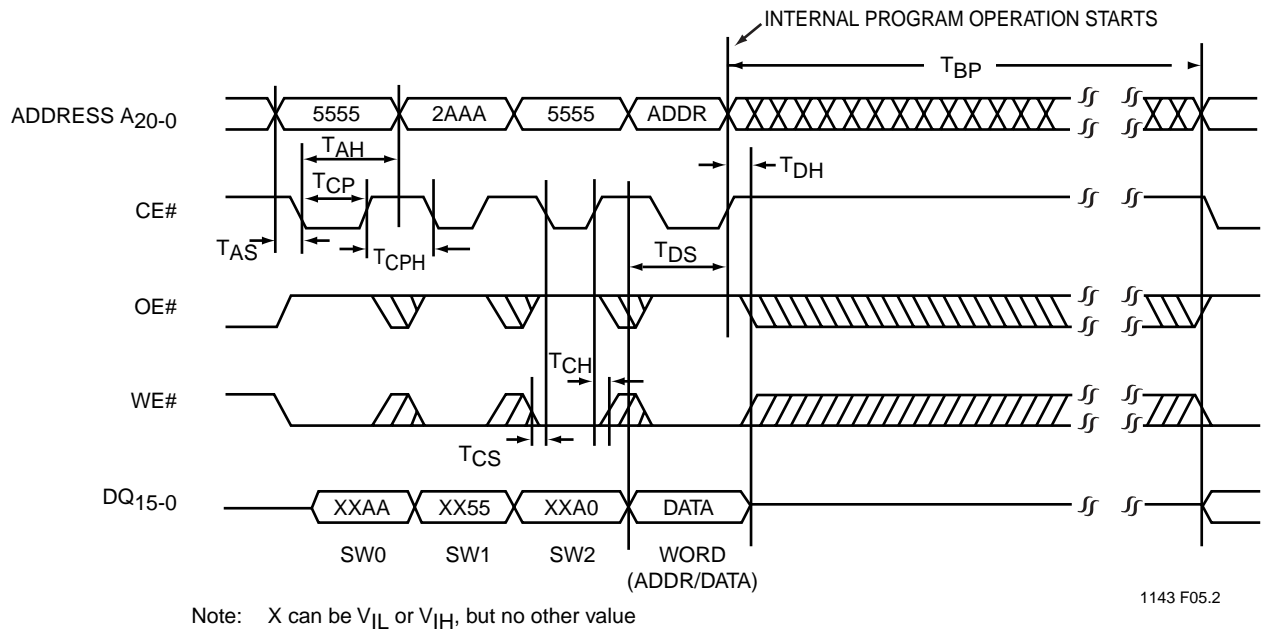 INTERNAL PROGRAM OPERATION STARTS
TBP
ADDRESS A20-0
5555 2AAA 5555 ADDR
TAH
TDH
TCP
CE#
TAS
TCPH
TDS
OE#
TCH
WE#
TCS
DQ15-0
XXAA XX55 XXA0 DATA
SW0 SW1 SW2 WORD
(ADDR/DATA)
1143 F05.2
Note: X can be VIL or VIH, but no other value